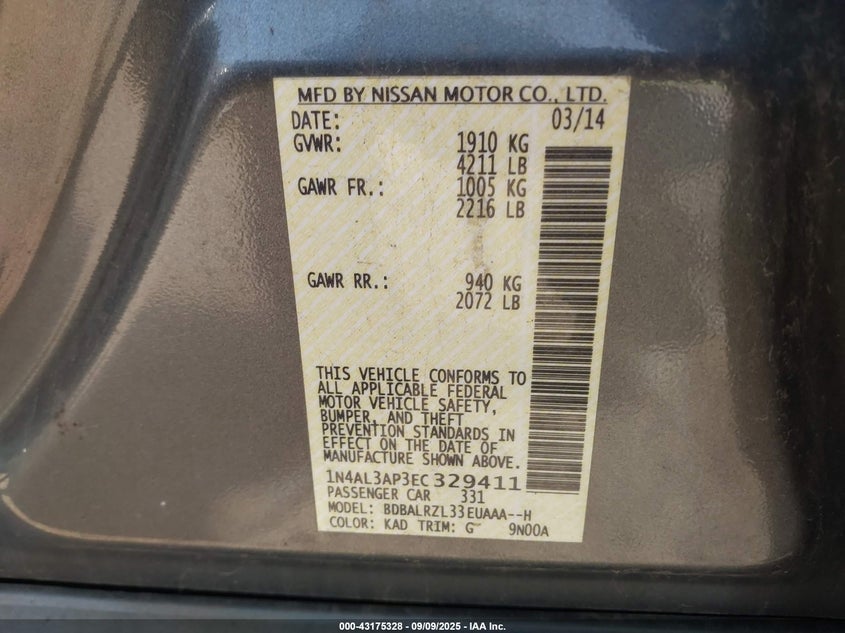 MFD BY NISSAN MOTOR CO., LTD.
DATE: 03/14
GVWR: 1910 KG
4211 LB
GAWR FR.: 1005 KG
2216 LB
GAWR RR.: 940 KG
2072 LB
THIS VEHICLE CONFORMS TO
ALL APPLICABLE FEDERAL
MOTOR VEHICLE SAFETY,
BUMPER, AND THEFT
PREVENTION STANDARDS IN
EFFECT ON THE DATE OF
MANUFACTURE SHOWN ABOVE.
1N4AL3AP3EC329411
PASSENGER CAR 331
MODEL: BDBALRZL33EUAAA--H
COLOR: KAD TRIM: G 9N00A
000-43175328 - 09/09/2025 - IAA Inc.